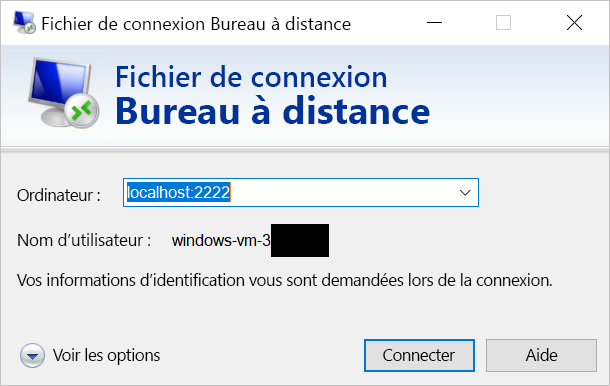 Fichier de connexion Bureau à distance
Fichier de connexion
Bureau à distance
Ordinateur :
localhost:2222
Nom d’utilisateur :
windows-vm-3
Vos informations d’identification vous sont demandées lors de la connexion.
Voir les options
Connecter
Aide